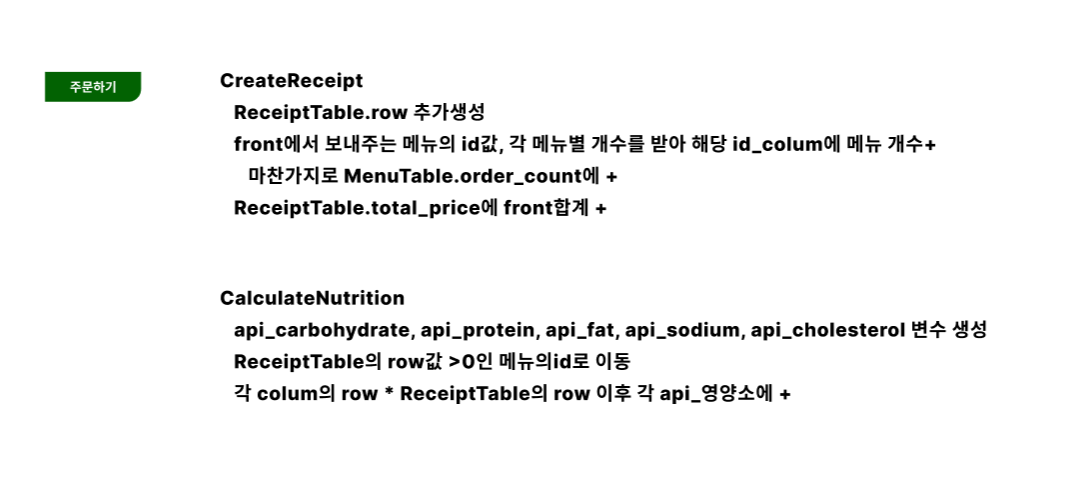 주문하기
CreateReceipt
ReceiptTable.row 추가생성
front에서 보내주는 메뉴의 id값, 각 메뉴별 개수를 받아 해당 id_colum에 메뉴 개수+
마찬가지로 MenuTable.order_count에 +
ReceiptTable.total_price에 front합계 +
CalculateNutrition
api_carbohydrate, api_protein, api_fat, api_sodium, api_cholesterol 변수 생성
ReceiptTable의 row값 >0인 메뉴의id로 이동
각 colum의 row * ReceiptTable의 row 이후 각 api_영양소에 +